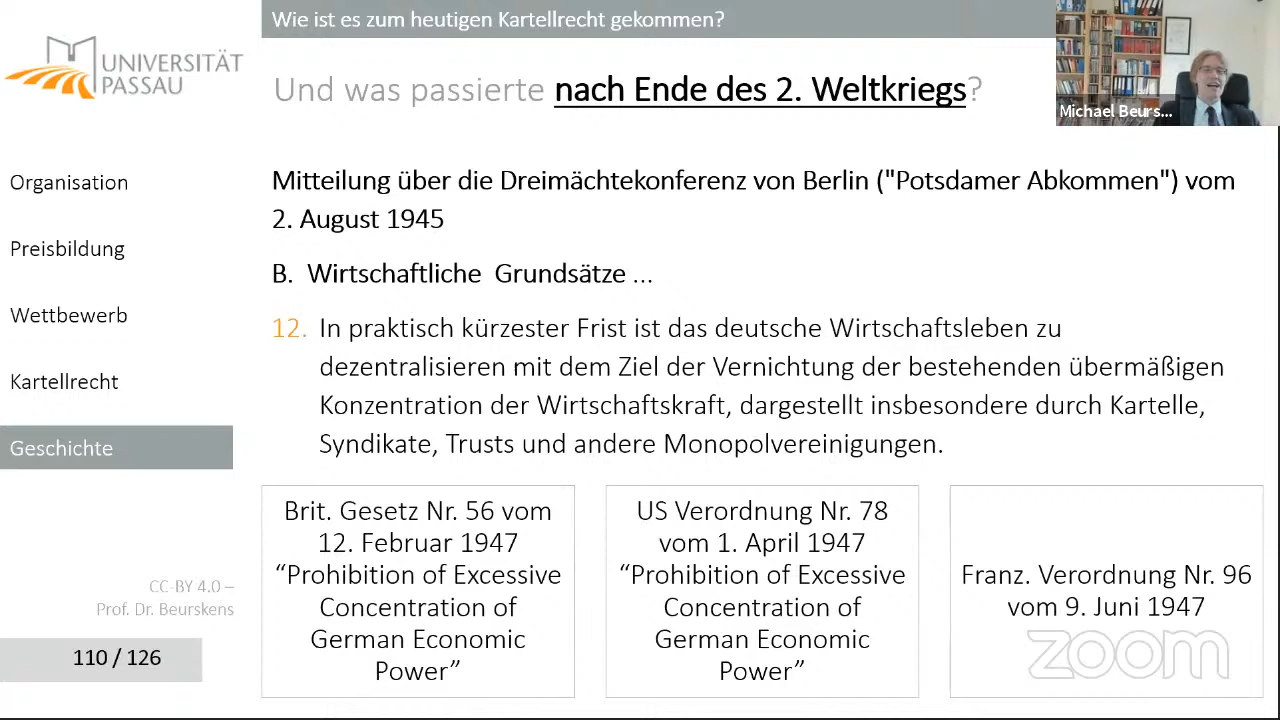 Wie ist es zum heutigen Kartellrecht gekommen?
UNIVERSITÄT
PASSAU
Und was passierte nach Ende des 2. Weltkriegs?
Michael Beurs...
Organisation
Preisbildung
Wettbewerb
Kartellrecht
Geschichte
Mitteilung über die Dreimächtekonferenz von Berlin ("Potsdamer Abkommen") vom
2. August 1945
B. Wirtschaftliche Grundsätze ...
12. In praktisch kürzester Frist ist das deutsche Wirtschaftsleben zu
dezentralisieren mit dem Ziel der Vernichtung der bestehenden übermäßigen
Konzentration der Wirtschaftskraft, dargestellt insbesondere durch Kartelle,
Syndikate, Trusts und andere Monopolvereinigungen.
Brit. Gesetz Nr. 56 vom
12. Februar 1947
“Prohibition of Excessive
Concentration of
German Economic
Power”
US Verordnung Nr. 78
vom 1. April 1947
“Prohibition of Excessive
Concentration of
German Economic
Power”
Franz. Verordnung Nr. 96
vom 9. Juni 1947
zoom
CC-BY 4.0 –
Prof. Dr. Beurskens
110 / 126